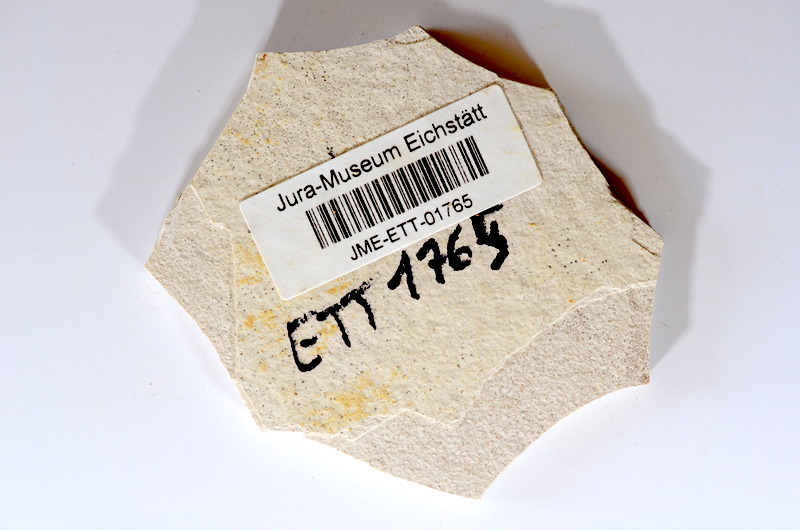 Jura-Museum Eichstätt
JME-ETT-01765
ETT 1765